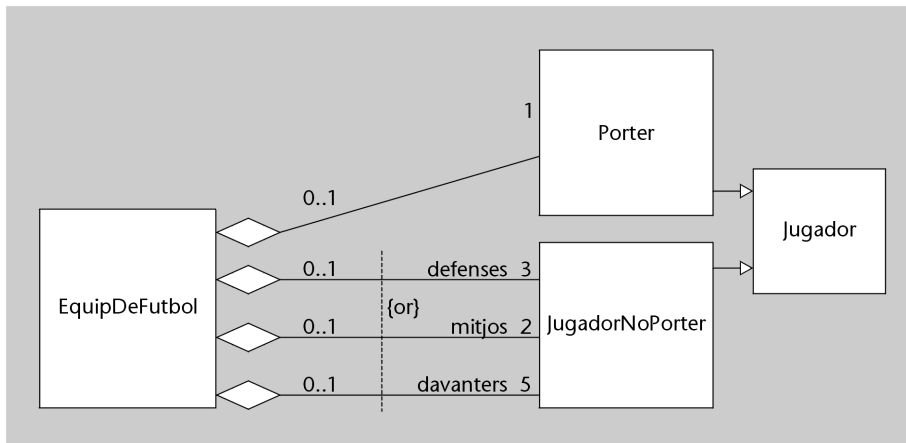 1
Porter
0..1
Jugador
EquipDeFutbol
0..1 defenses 3
{or}
0..1 mitjos 2
JugadorNoPorter
0..1 davanters 5